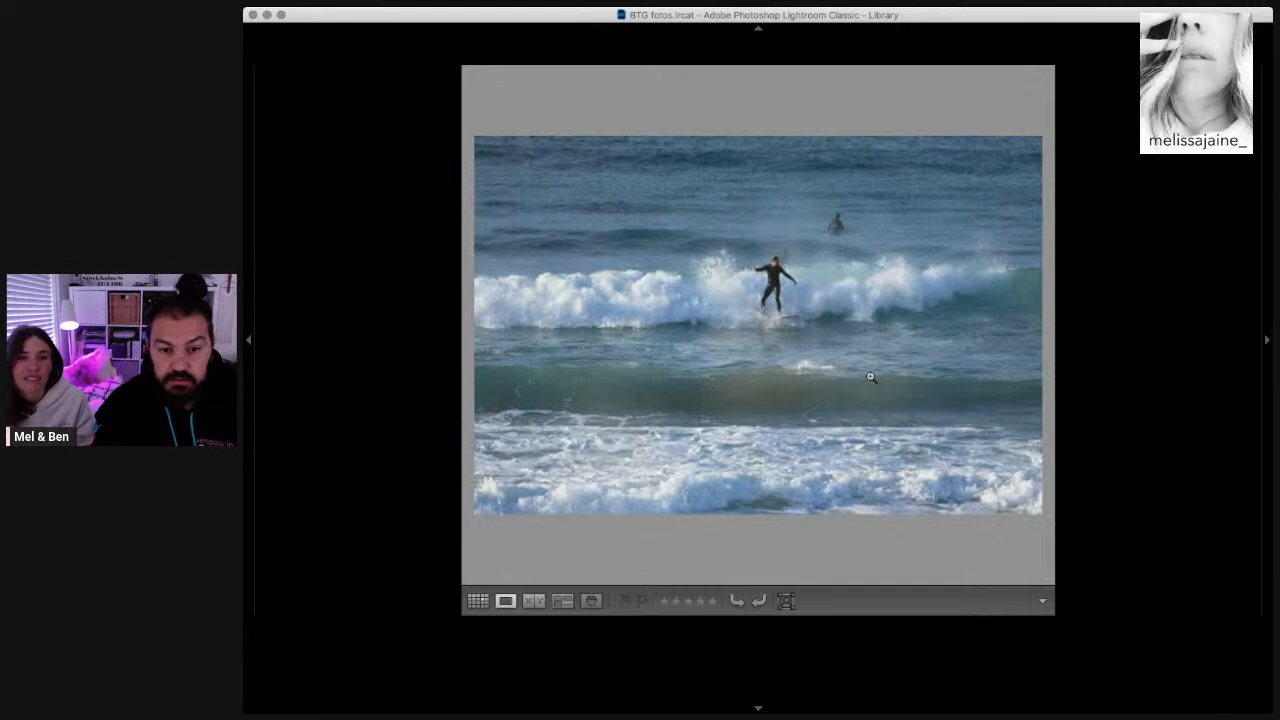 BTG fotos.lrcat - Adobe Photoshop Lightroom Classic - Library
melissajaine_
Mel & Ben
X Y